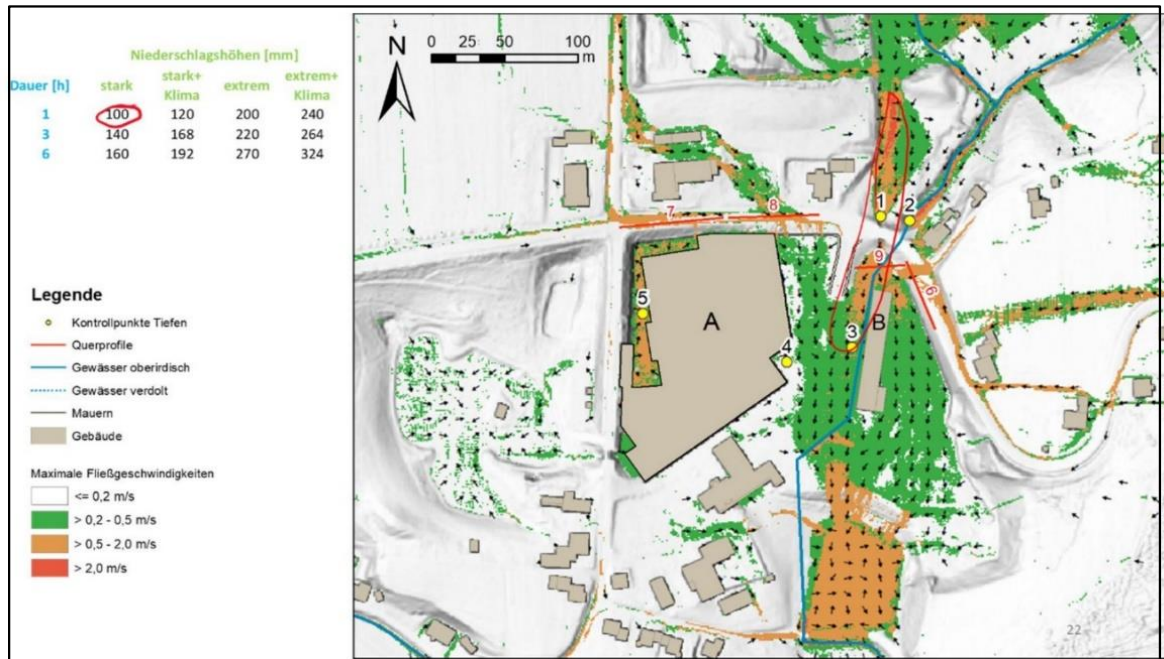 Niederschlagshöhen [mm]
Dauer [h] stark stark+ Klima extrem extrem+ Klima
1 100 120 200 240
3 140 168 220 264
6 160 192 270 324
Legende
Kontrollpunkte Tiefen
Querprofile
Gewässer oberirdisch
Gewässer verdolt
Mauern
Gebäude
Maximale Fließgeschwindigkeiten
<= 0,2 m/s
> 0,2 - 0,5 m/s
> 0,5 - 2,0 m/s
> 2,0 m/s
N
0 25 50 100
m
1 2
7 8
9
6
5
A
B
3
4
22